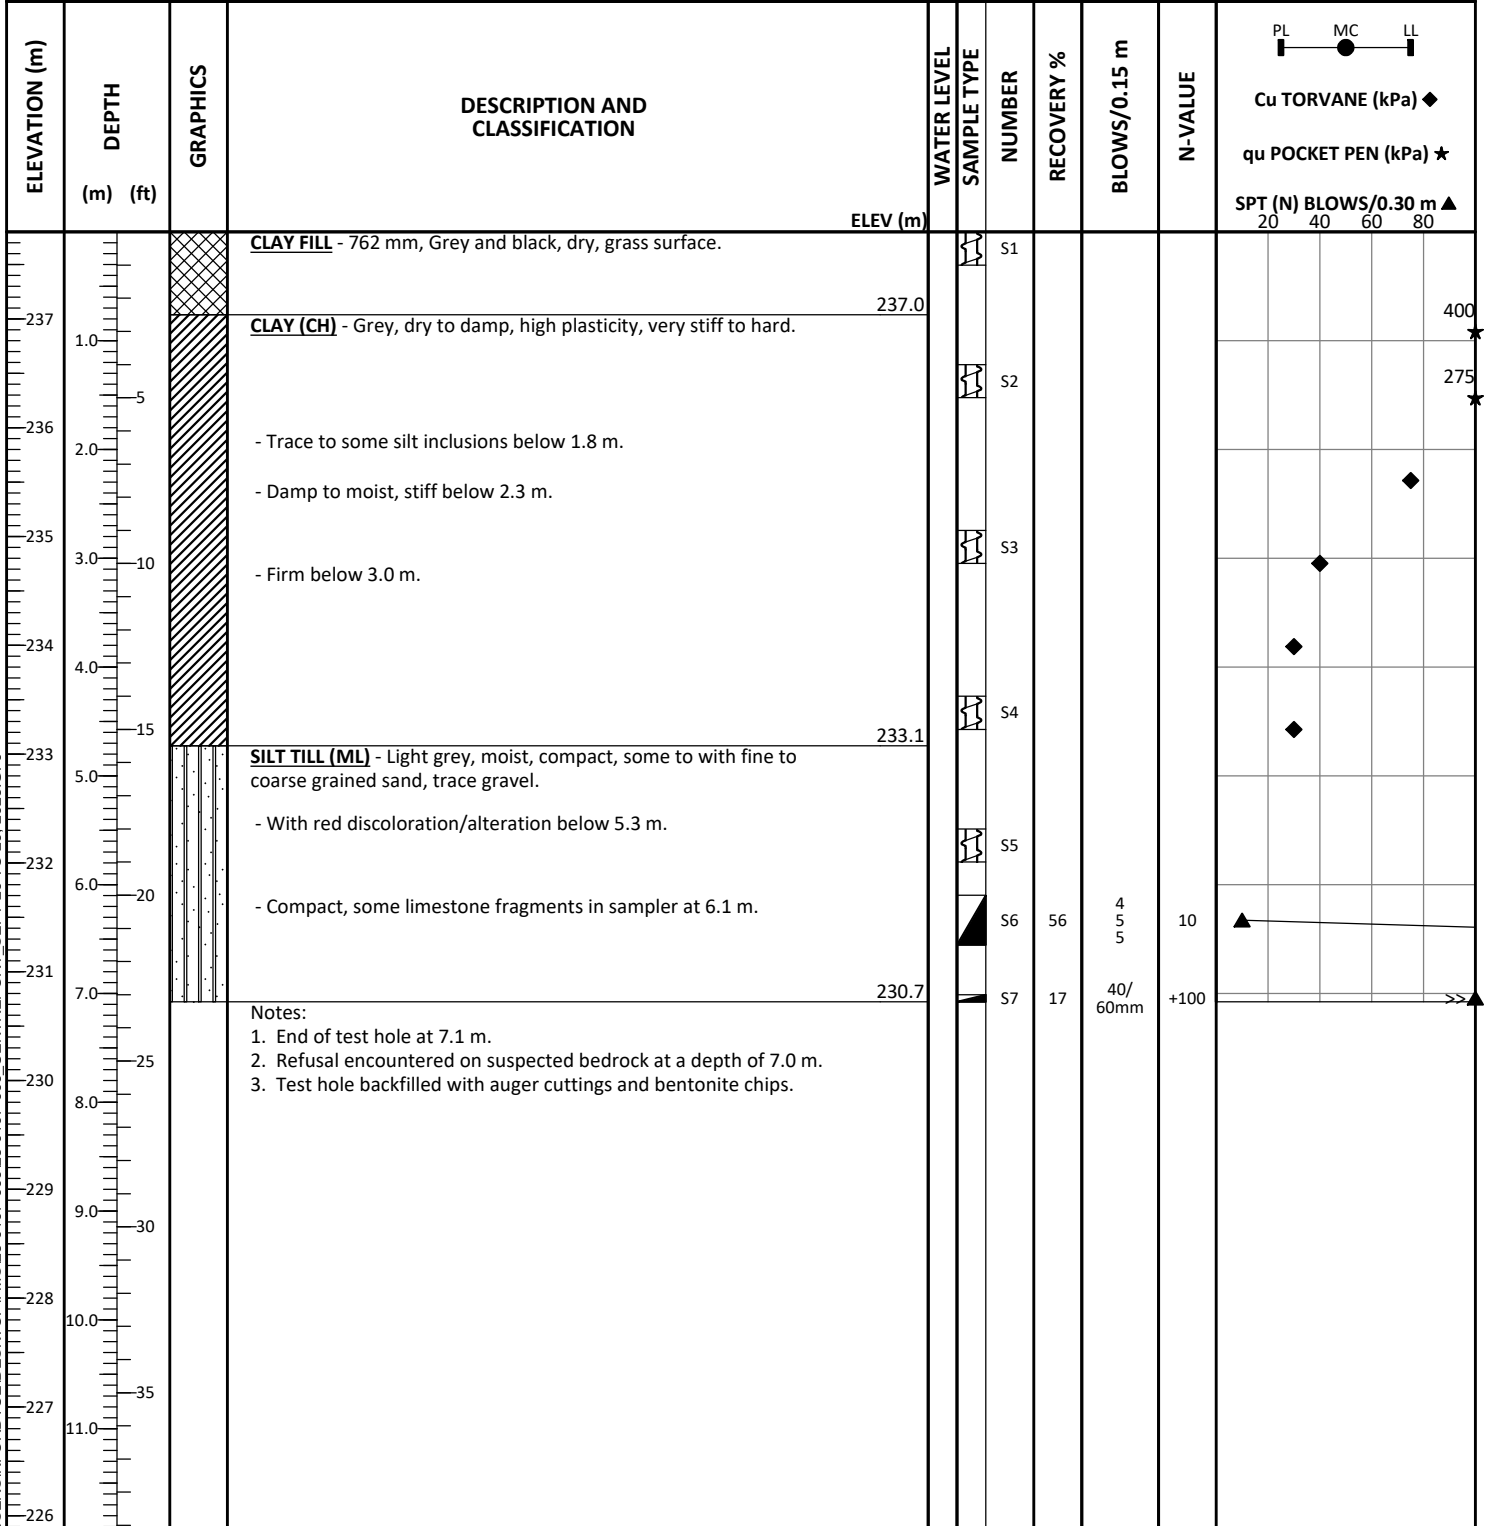 ELEVATION (m)
DEPTH
(m) (ft)
GRAPHICS
DESCRIPTION AND
CLASSIFICATION
ELEV (m)
WATER LEVEL
SAMPLE TYPE
NUMBER
RECOVERY %
BLOWS/0.15 m
N-VALUE
PL MC LL
Cu TORVANE (kPa)
qu POCKET PEN (kPa)
SPT (N) BLOWS/0.30 m
20 40 60 80
CLAY FILL - 762 mm, Grey and black, dry, grass surface.
S1
237.0
237
400
CLAY (CH) - Grey, dry to damp, high plasticity, very stiff to hard.
1.0
S2
275
5
236
- Trace to some silt inclusions below 1.8 m.
2.0
- Damp to moist, stiff below 2.3 m.
235
S3
3.0
10
- Firm below 3.0 m.
234
4.0
S4
15
233.1
233
SILT TILL (ML) - Light grey, moist, compact, some to with fine to
coarse grained sand, trace gravel.
5.0
- With red discoloration/alteration below 5.3 m.
S5
232
6.0
20
- Compact, some limestone fragments in sampler at 6.1 m.
S6
56
4
5
5
10
231
7.0
230.7
S7
17
40/
60mm
+100
>>
Notes:
1. End of test hole at 7.1 m.
2. Refusal encountered on suspected bedrock at a depth of 7.0 m.
3. Test hole backfilled with auger cuttings and bentonite chips.
25
230
8.0
229
9.0
30
228
10.0
35
227
11.0
226